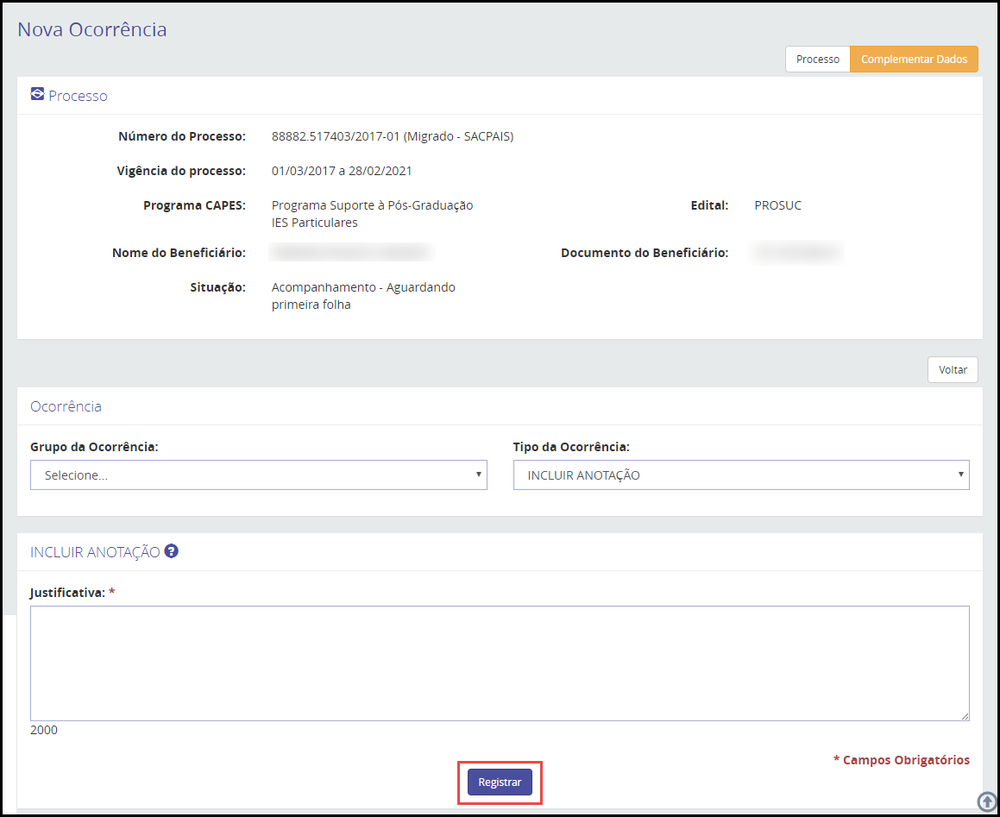 Nova Ocorrência
Processo Complementar Dados
Processo
Número do Processo: 88882.517403/2017-01 (Migrado - SACPAIS)
Vigência do processo: 01/03/2017 a 28/02/2021
Programa CAPES: Programa Suporte à Pós-Graduação Edital: PROSUC
IES Particulares
Nome do Beneficiário: Documento do Beneficiário:
Situação: Acompanhamento - Aguardando
primeira folha
Voltar
Ocorrência
Grupo da Ocorrência: Tipo da Ocorrência:
Selecione... INCLUIR ANOTAÇÃO
INCLUIR ANOTAÇÃO ?
Justificativa: *
2000
* Campos Obrigatórios
Registrar